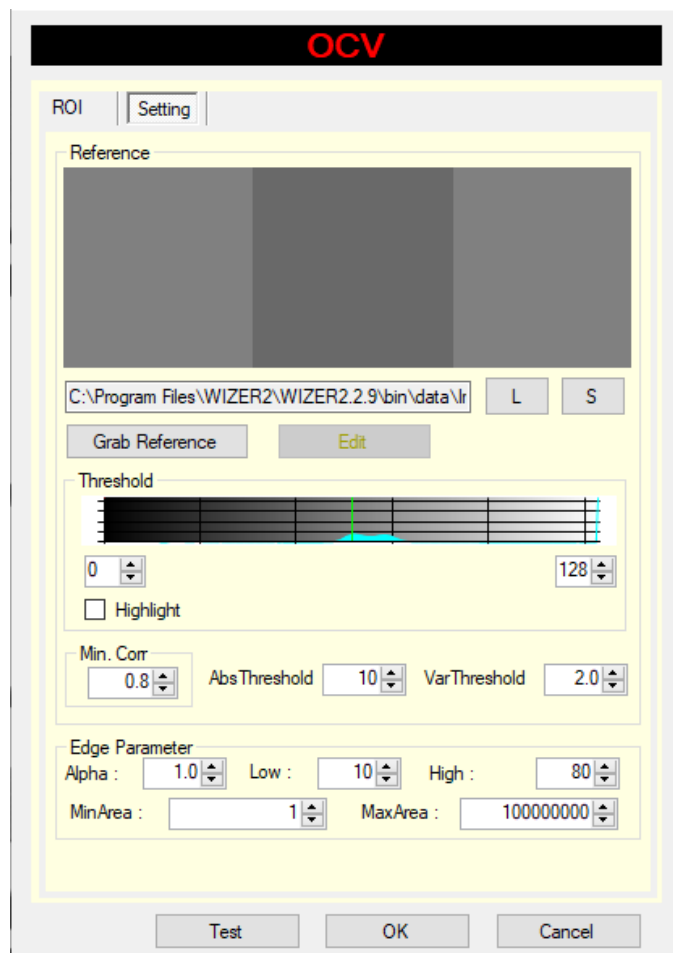 OCV
ROI Setting
Reference
C:\Program Files\WIZER2\WIZER2.2.9\bin\data\Ir L S
Grab Reference Edit
Threshold
0 128
Highlight
Min. Corr
0.8 AbsThreshold 10 VarThreshold 2.0
Edge Parameter
Alpha : 1.0 Low : 10 High : 80
MinArea : 1 MaxArea : 100000000
Test OK Cancel